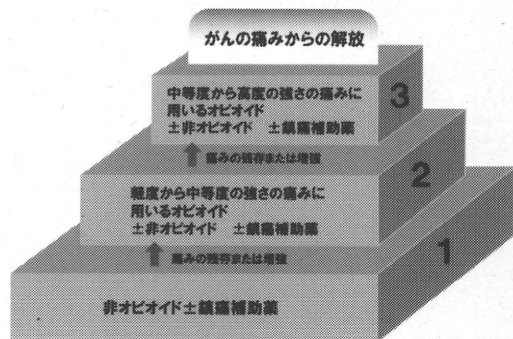 がんの痛みからの解放
中等度から高度の強さの痛みに
用いるオピオイド
±非オピオイド ±鎮痛補助薬
3
痛みの残存または増強
軽度から中等度の強さの痛みに
用いるオピオイド
±非オピオイド ±鎮痛補助薬
2
痛みの残存または増強
1
非オピオイド±鎮痛補助薬